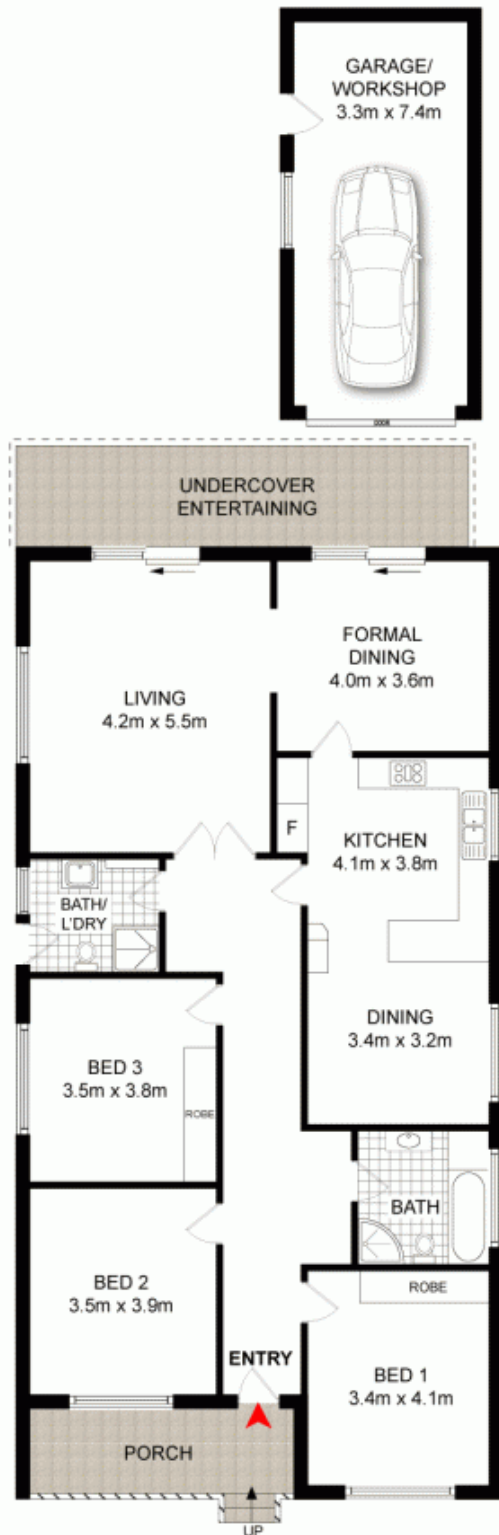 GARAGE/
WORKSHOP
3.3m x 7.4m
DOOR
UNDERCOVER
ENTERTAINING
FORMAL
DINING
4.0m x 3.6m
LIVING
4.2m x 5.5m
F
KITCHEN
4.1m x 3.8m
BATH/
L'DRY
DINING
3.4m x 3.2m
BED 3
3.5m x 3.8m
ROBE
BATH
BED 2
3.5m x 3.9m
ROBE
ENTRY
BED 1
3.4m x 4.1m
PORCH
UP